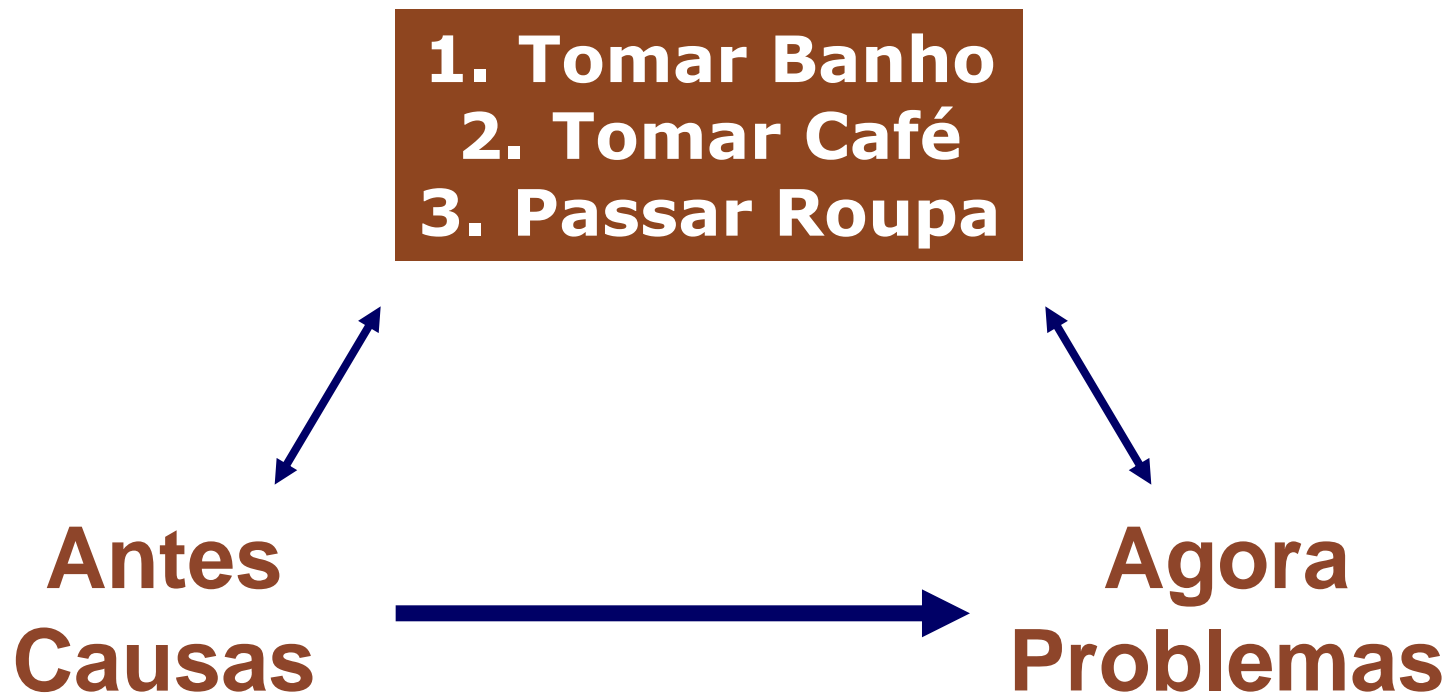 1. Tomar Banho
2. Tomar Café
3. Passar Roupa
Antes
Causas
Agora
Problemas